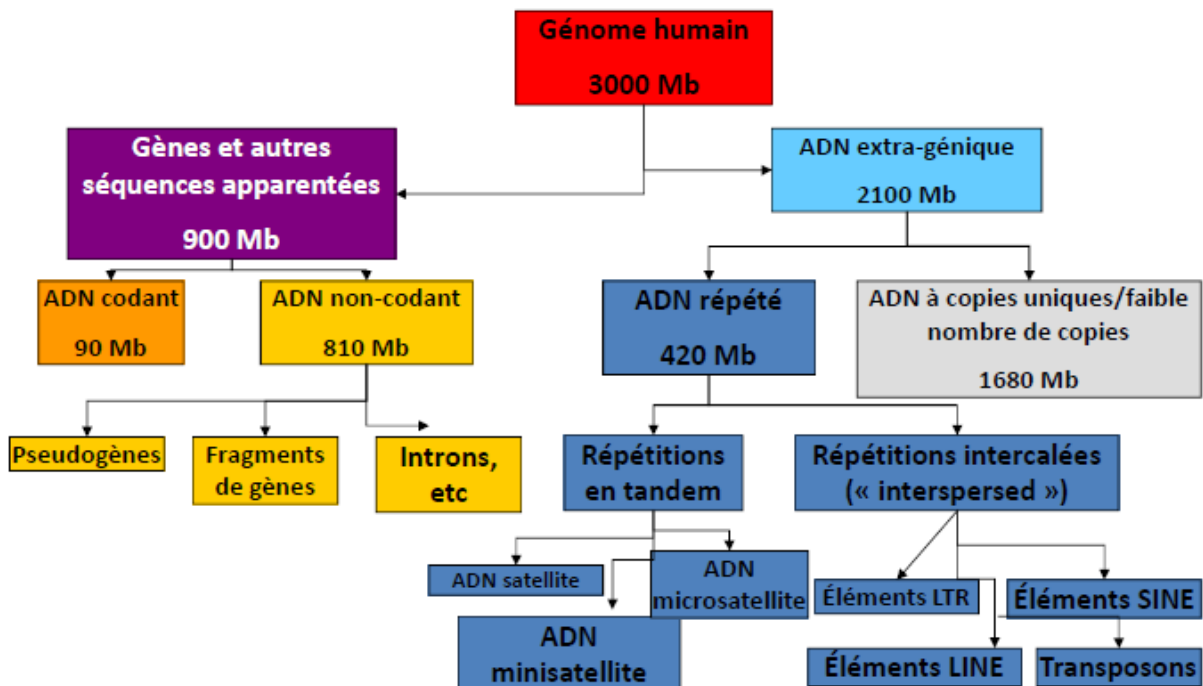 Génome humain
3000 Mb
Gènes et autres
séquences apparentées
900 Mb
ADN extra-génique
2100 Mb
ADN codant
90 Mb
ADN non-codant
810 Mb
ADN répété
420 Mb
ADN à copies uniques/faible
nombre de copies
1680 Mb
Pseudogènes
Fragments
de gènes
Introns,
etc
Répétitions
en tandem
Répétitions intercalées
(« interspersed »)
ADN satellite
ADN
microsatellite
ADN
minisatellite
Éléments LTR
Éléments SINE
Éléments LINE
Transposons